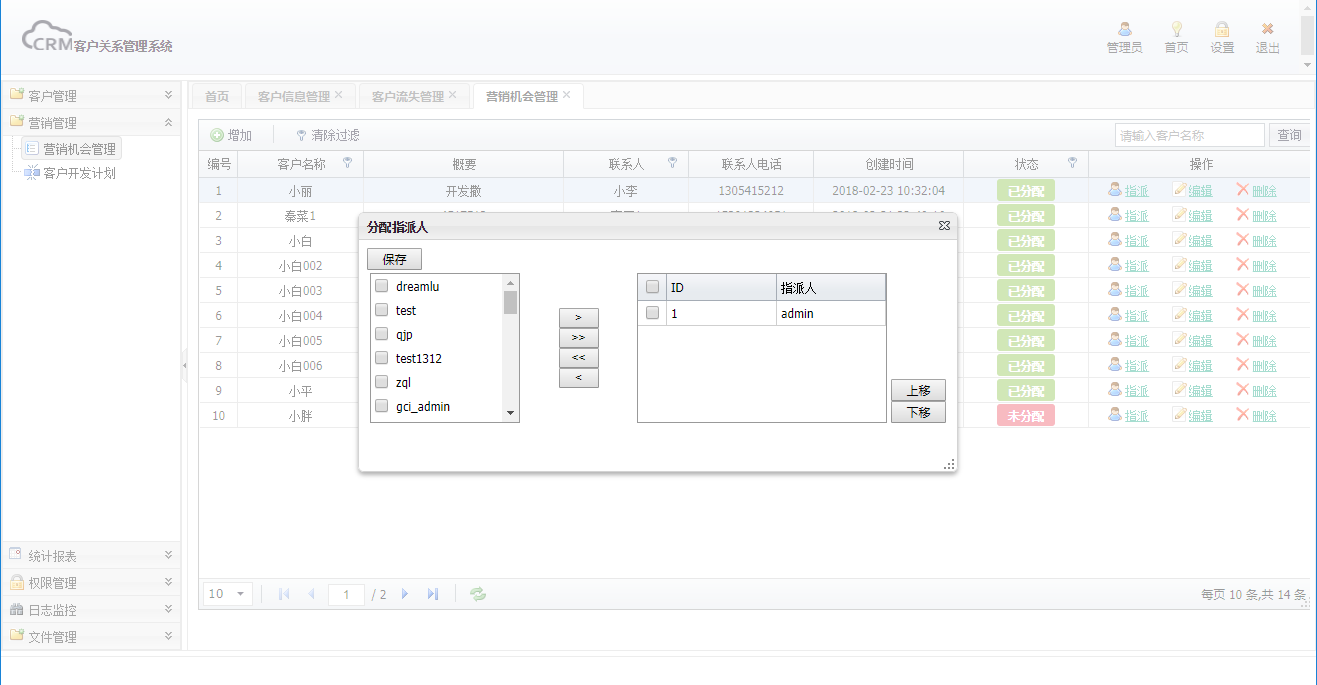 CRM客户关系管理系统
管理员 首页 设置 退出
客户管理
营销管理
营销机会管理
客户开发计划
统计报表
权限管理
日志监控
文件管理
首页 客户信息管理 客户流失管理 营销机会管理
增加 清除过滤 请输入客户名称 查询
编号 客户名称 概要 联系人 联系人电话 创建时间 状态 操作
1 小丽 开发撒 小李 1305415212 2018-02-23 10:32:04 已分配 指派 编辑 删除
2 秦菜1 已分配 指派 编辑 删除
3 小白 已分配 指派 编辑 删除
4 小白002 已分配 指派 编辑 删除
5 小白003 已分配 指派 编辑 删除
6 小白004 已分配 指派 编辑 删除
7 小白005 已分配 指派 编辑 删除
8 小白006 已分配 指派 编辑 删除
9 小平 已分配 指派 编辑 删除
10 小胖 未分配 指派 编辑 删除
分配指派人
保存
dreamlu
test
qjp
test1312
zql
gci_admin
>
>>
<<
<
ID 指派人
1 admin
上移
下移
10 1 / 2 每页 10 条,共 14 条